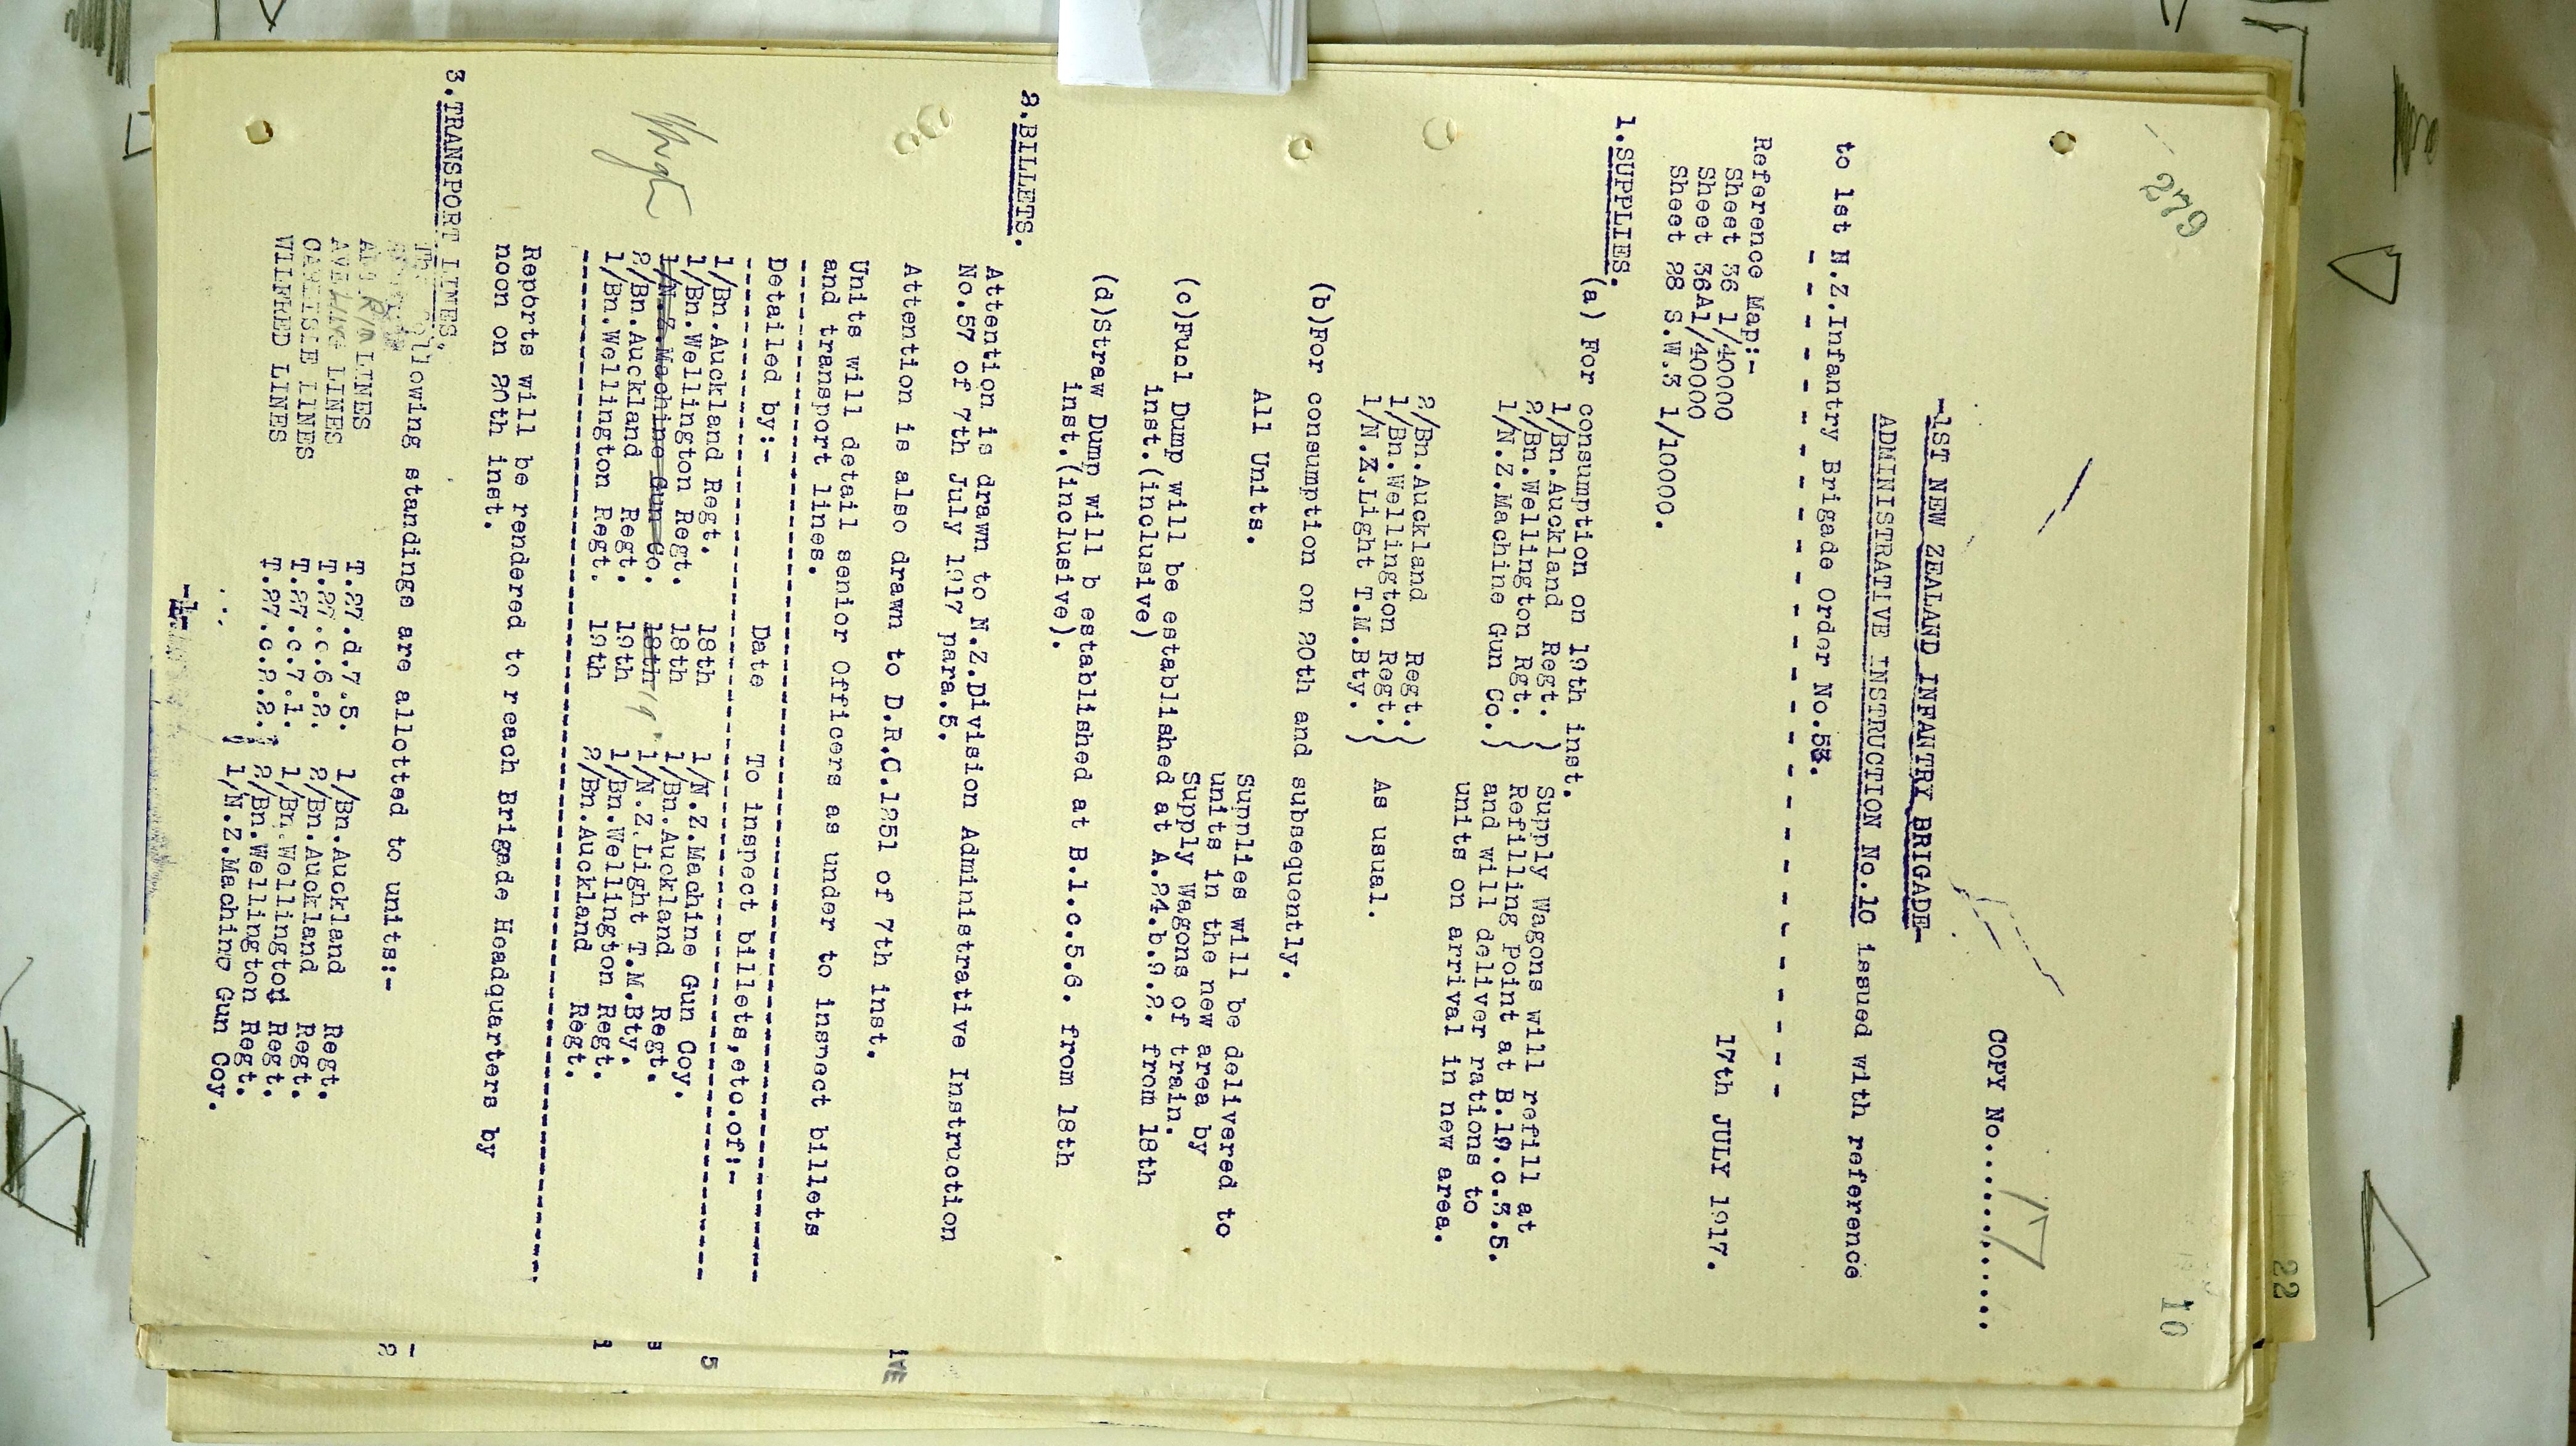 279
10
22
COPY No.................. 17
-1ST NEW ZEALAND INFANTRY BRIGADE-
ADMINISTRATIVE INSTRUCTION No.10 issued with reference
to 1st N.Z.Infantry Brigade Order No.53.
- - - - - - - - - - - - - - - - - - - - - - - - -
17th JULY 1917.
Reference Map:-
Sheet 36 1/40000
Sheet 36A1/40000
Sheet 28 S.W.3 1/10000.
1.SUPPLIES.
(a) For consumption on 19th inst.
1/Bn.Auckland Regt. } Supply Wagons will refill at
2/Bn.Wellington Rgt. Refilling Point at B.19.c.3.5.
1/N.Z.Machine Gun Co. } and will deliver rations to
units on arrival in new area.
2/Bn.Auckland Regt. }
1/Bn.Wellington Regt. As usual.
1/N.Z.Light T.M.Bty. }
(b)For consumption on 20th and subsequently.
All Units. Supplies will be delivered to
units in the new area by
Supply Wagons of train.
(c)Fuel Dump will be established at A.24.b.9.2. from 18th
inst.(inclusive)
(d)Straw Dump will b established at B.1.c.5.6. from 18th
inst.(inclusive).
2.BILLETS.
Attention is drawn to N.Z.Division Administrative Instruction
No.57 of 7th July 1917 para.5.
Attention is also drawn to D.R.O.1251 of 7th inst.
Units will detail senior Officers as under to inspect billets
and transport lines.
Detailed by:- Date To inspect billets,etc.of:-
1/Bn.Auckland Regt. 18th 1/N.Z.Machine Gun Coy.
1/Bn.Wellington Regt. 18th 1/Bn.Auckland Regt.
1/N.Z.Machine Gun Co. 18th 19 1/N.Z.Light T.M.Bty.
2/Bn.Auckland Regt. 19th 1/Bn.Wellington Regt.
1/Bn.Wellington Regt. 19th 2/Bn.Auckland Regt.
Reports will be rendered to reach Brigade Headquarters by
noon on 20th inst.
3.TRANSPORT LINES.
The following standings are allotted to units:-
LINES T.27.d.7.5. 1/Bn.Auckland Regt.
LINES T.27.c.6.2. 2/Bn.Auckland Regt.
CARLISLE LINES T.27.c.7.1. 1/Bn.Wellington Regt.
WILFRED LINES T.27.c.2.2. } 2/Bn.Wellington Regt.
} 1/N.Z.Machine Gun Coy.
-1-